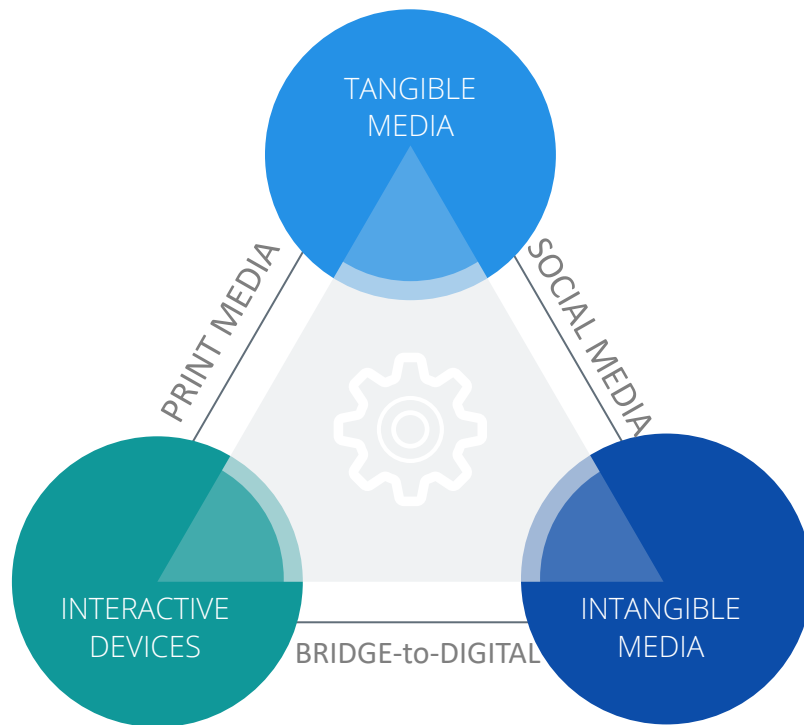 TANGIBLE
MEDIA
PRINT MEDIA
SOCIAL MEDIA
INTERACTIVE
DEVICES
BRIDGE-to-DIGITAL
INTANGIBLE
MEDIA